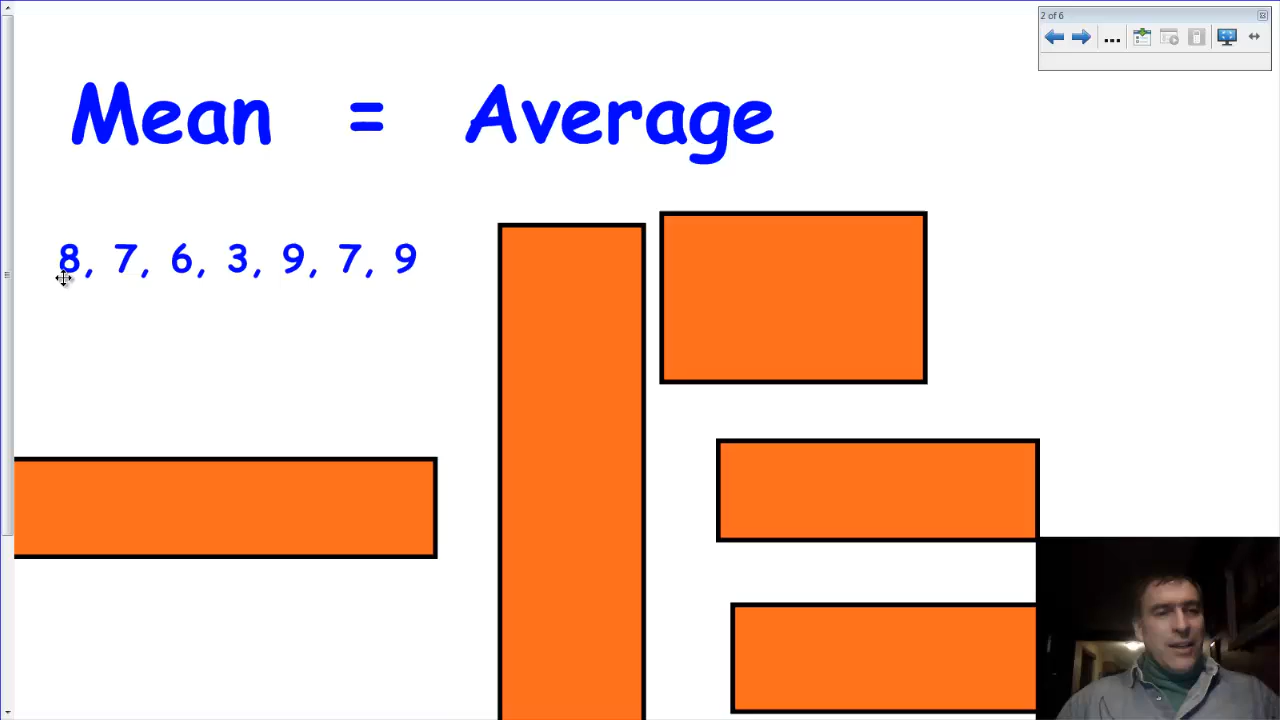 2 of 6
Mean = Average
8, 7, 6, 3, 9, 7, 9